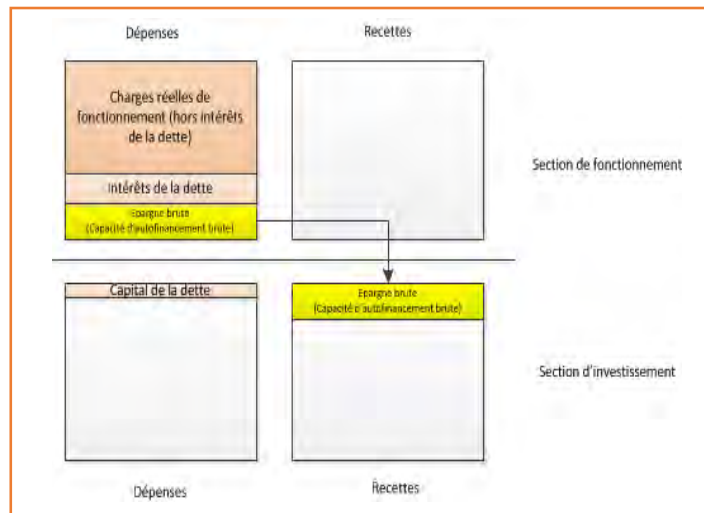 Dépenses
Recettes
Charges réelles de
fonctionnement (hors intérêts
de la dette)
Intérêts de la dette
Epargne brute
(Capacité d'autofinancement brute)
Section de fonctionnement
Capital de la dette
Epargne brute
(Capacité d'autofinancement brute)
Section d'investissement
Dépenses
Recettes